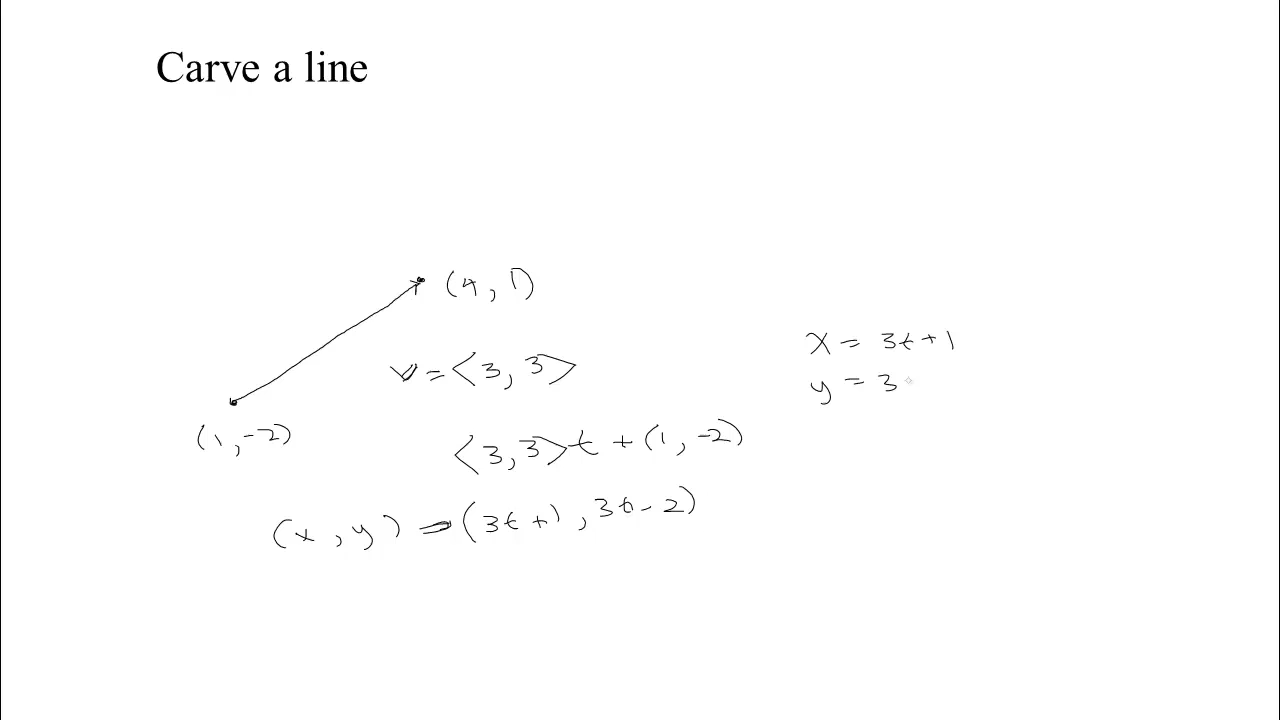 Carve a line
(4, 1)
v = <3, 3>
(1, -2)
<3, 3>t + (1, -2)
(x, y) = (3t+1, 3t-2)
x = 3t+1
y = 3